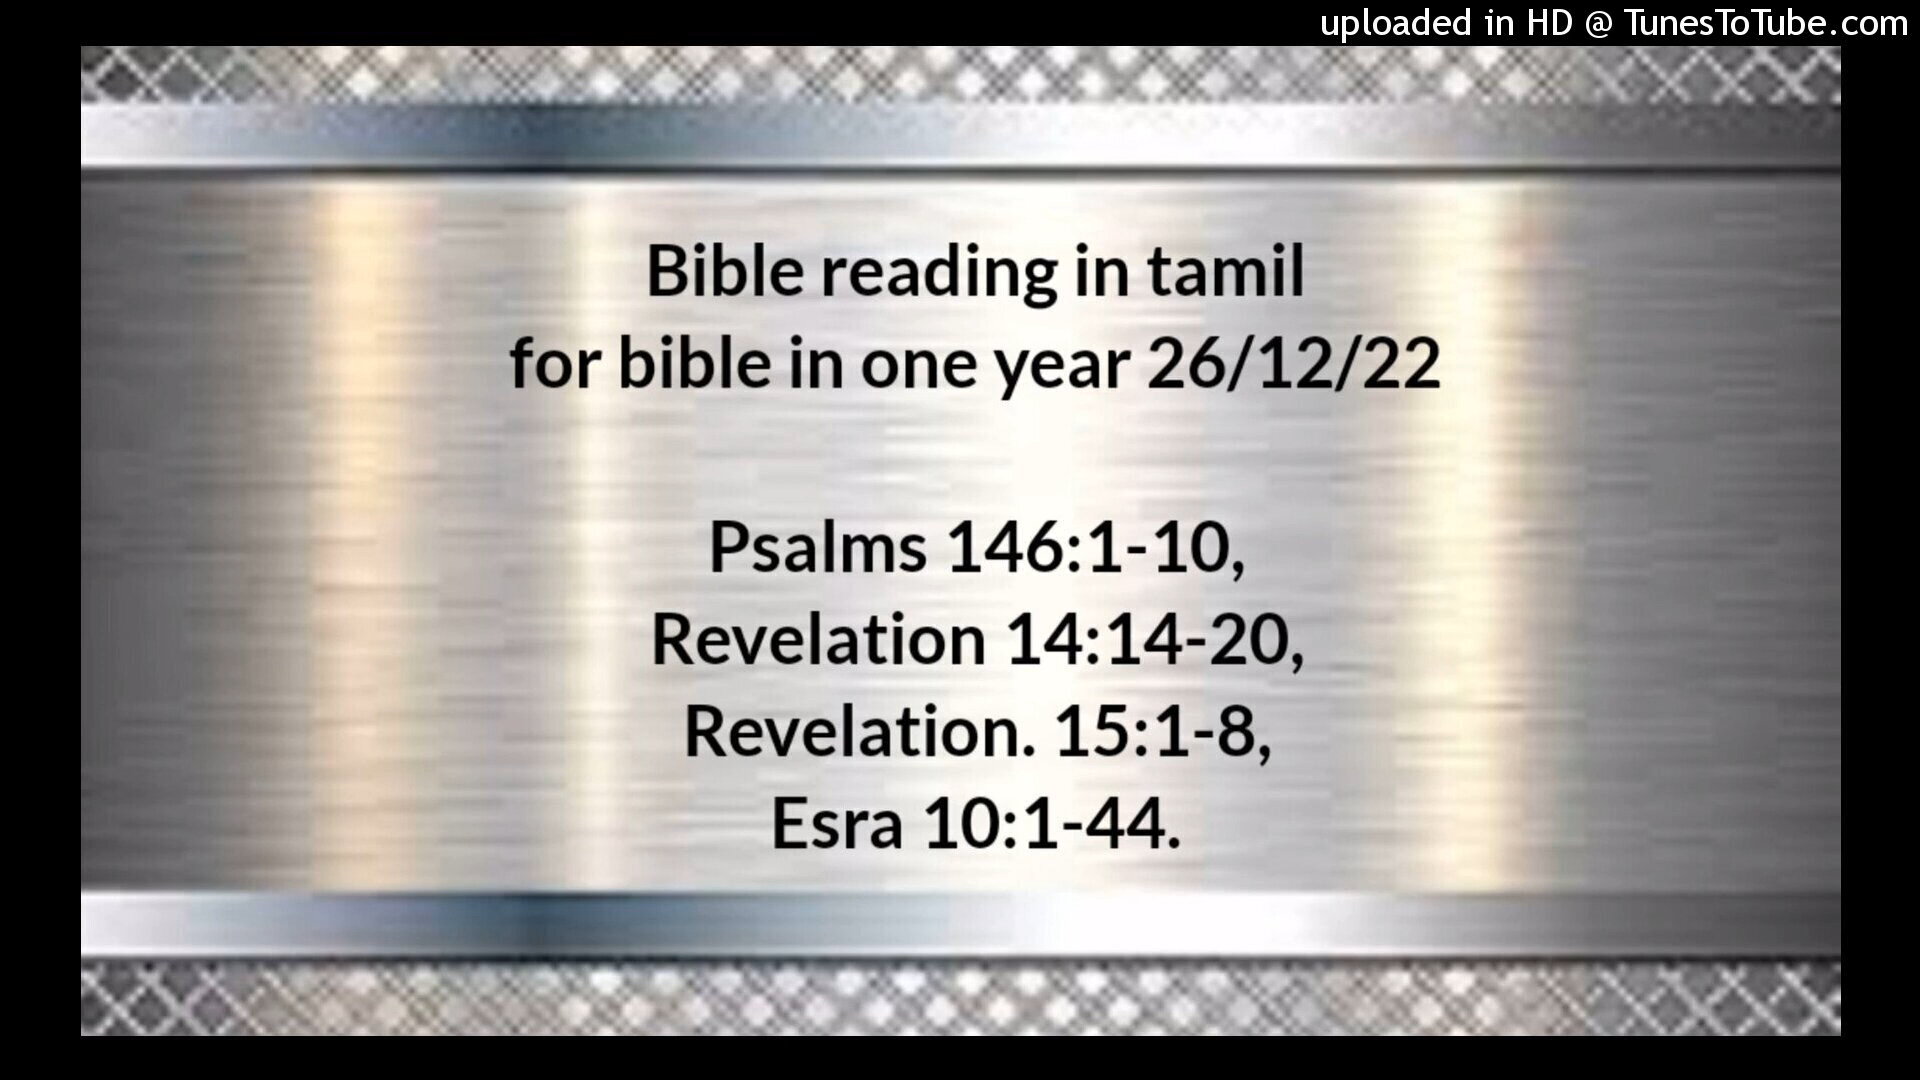 uploaded in HD @ TunesToTube.com
Bible reading in tamil
for bible in one year 26/12/22
Psalms 146:1-10,
Revelation 14:14-20,
Revelation. 15:1-8,
Esra 10:1-44.